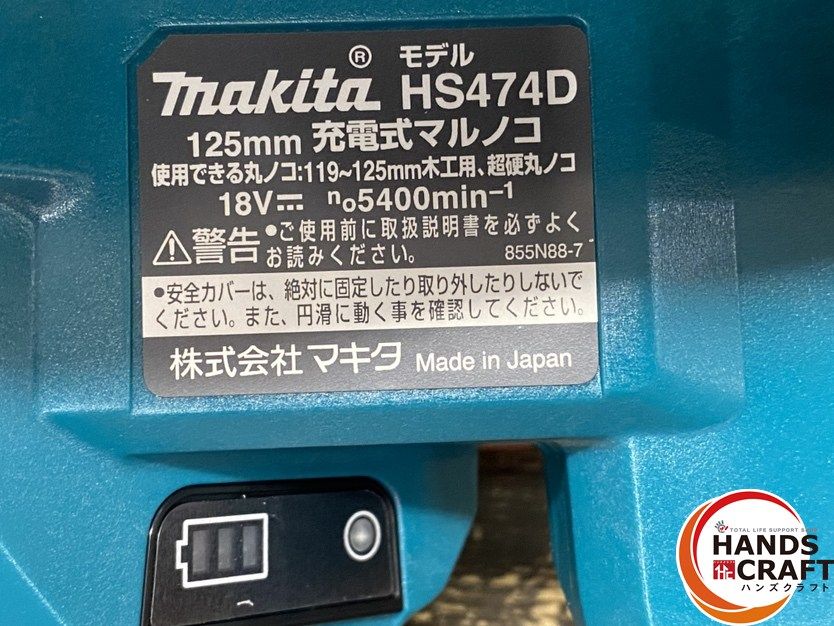 makita® モデル HS474D
125mm 充電式マルノコ
使用できる丸ノコ:119~125mm木工用、超硬丸ノコ
18V n₀5400min⁻¹
警告 •ご使用前に取扱説明書を必ずよく
お読みください。 855N88-7
•安全カバーは、絶対に固定したり取り外したりしないで
ください。また、円滑に動く事を確認してください。
株式会社 マキタ Made in Japan
TOTAL LIFE SUPPORT
HANDS
CRAFT
ハンズクラフト